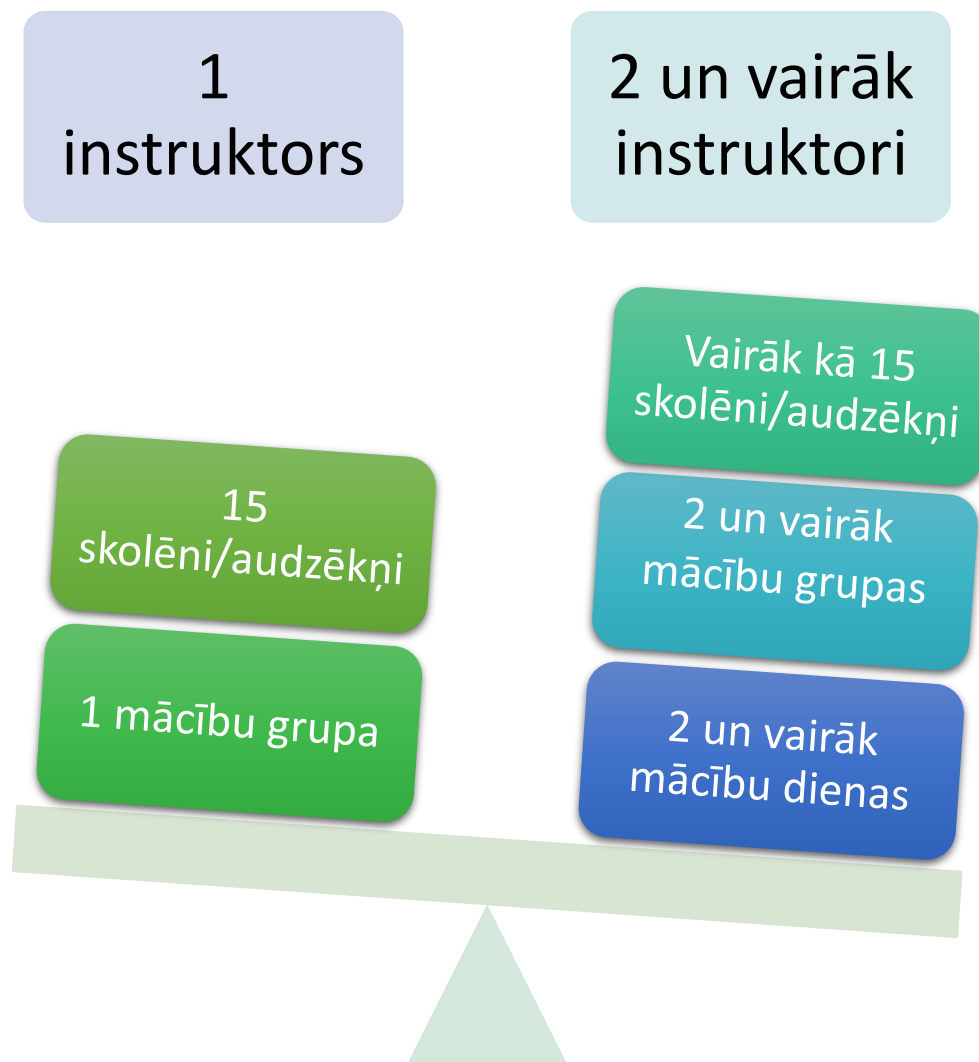 1
instruktors
2 un vairāk
instruktori
15
skolēni/audzēkņi
1 mācību grupa
Vairāk kā 15
skolēni/audzēkņi
2 un vairāk
mācību grupas
2 un vairāk
mācību dienas